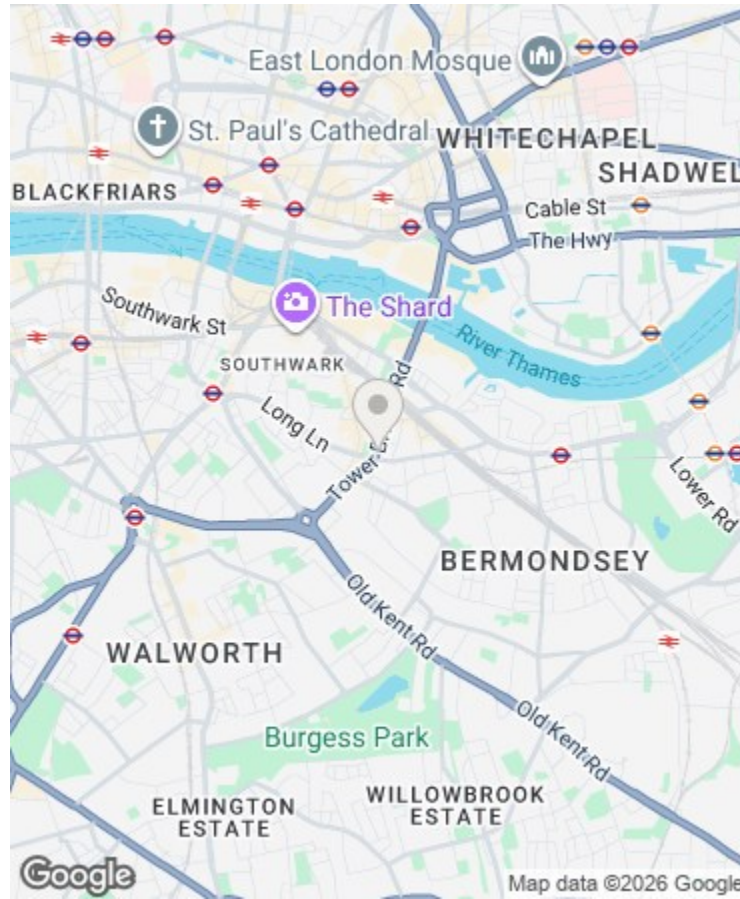 East London Mosque
St. Paul's Cathedral
WHITECHAPEL
SHADWEL
BLACKFRIARS
Cable St
The Hwy
Southwark St
The Shard
River Thames
SOUTHWARK
Rd
Long Ln
Tower B
Lower Rd
BERMONDSEY
Old Kent Rd
WALWORTH
Old Kent Rd
Burgess Park
WILLOWBROOK
ESTATE
ELMINGTON
ESTATE
Google
Map data ©2026 Google